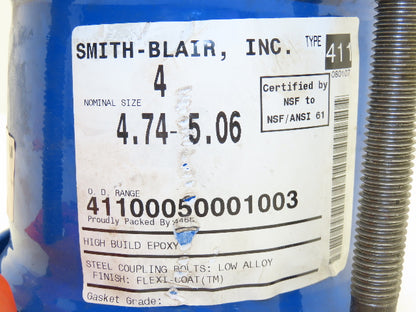 SMITH-BLAIR, INC. TYPE 411
080107
4
NOMINAL SIZE
Certified by
NSF to
NSF/ANSI 61
4.74- 5.06
O. D. RANGE
41100050001003
Proudly Packed By
HIGH BUILD EPOXY
STEEL COUPLING BOLTS: LOW ALLOY
FINISH: FLEXI-COAT(TM)
Gasket Grade: